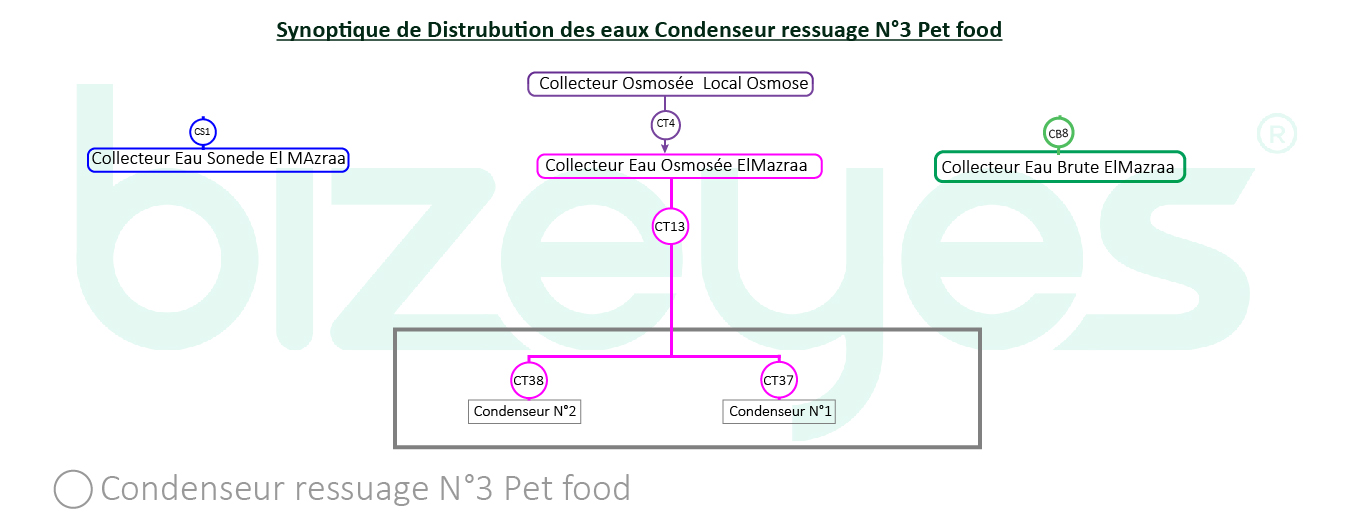 Synoptique de Distrubution des eaux Condenseur ressuage N°3 Pet food
Collecteur Osmosée Local Osmose
CS1
CT4
CB8
®
Collecteur Eau Sonede El MAzraa
Collecteur Eau Osmosée ElMazraa
Collecteur Eau Brute ElMazraa
CT13
bizeyes
CT38
CT37
Condenseur N°2
Condenseur N°1
Condenseur ressuage N°3 Pet food